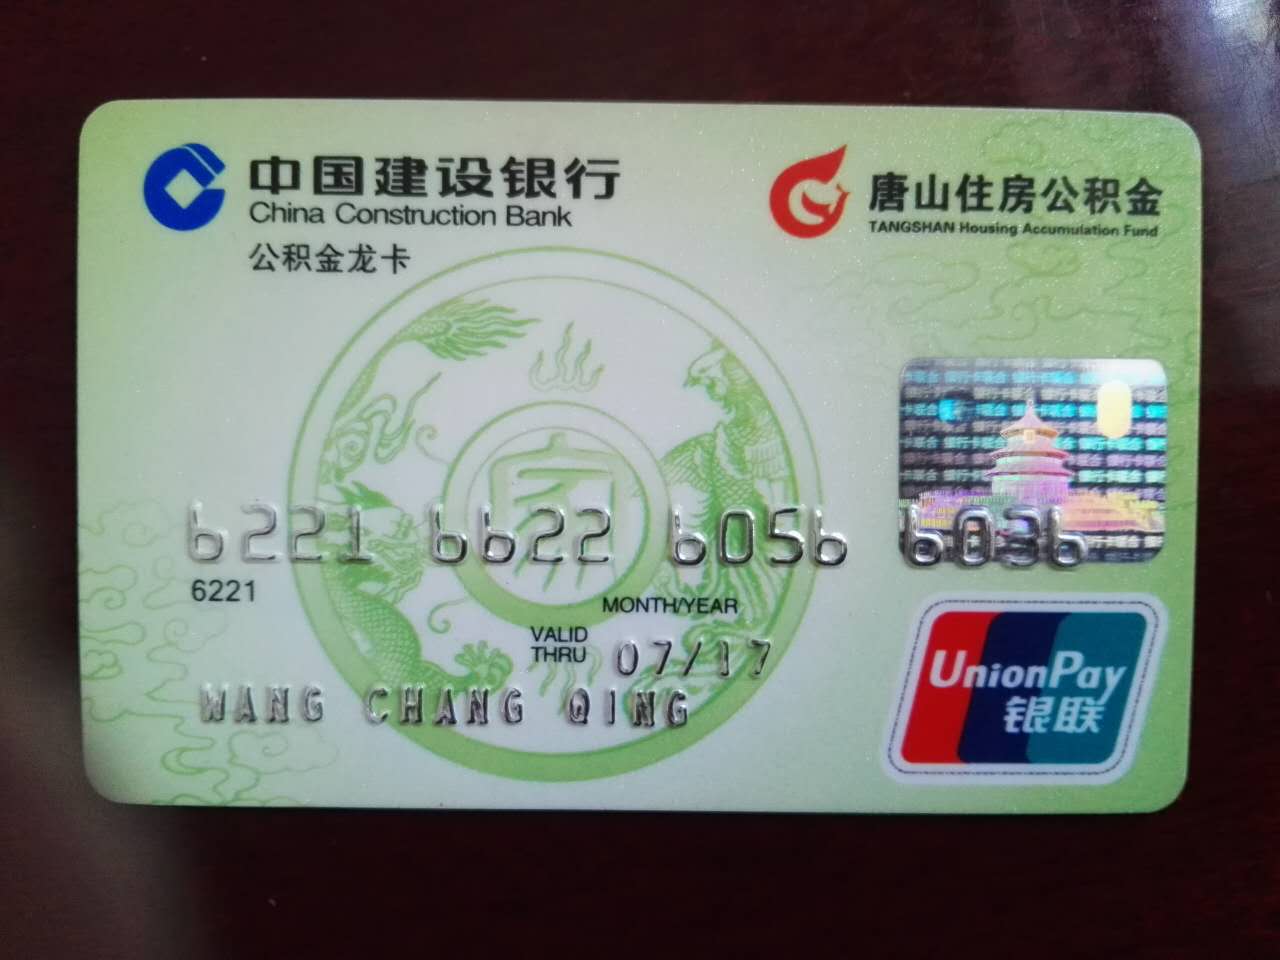 中国建设银行
China Construction Bank
公积金龙卡
唐山住房公积金
TANGSHAN Housing Accumulation Fund
6221 6622 6056 6036
6221
MONTH/YEAR
VALID THRU 07/17
WANG CHANG QING
UnionPay
银联